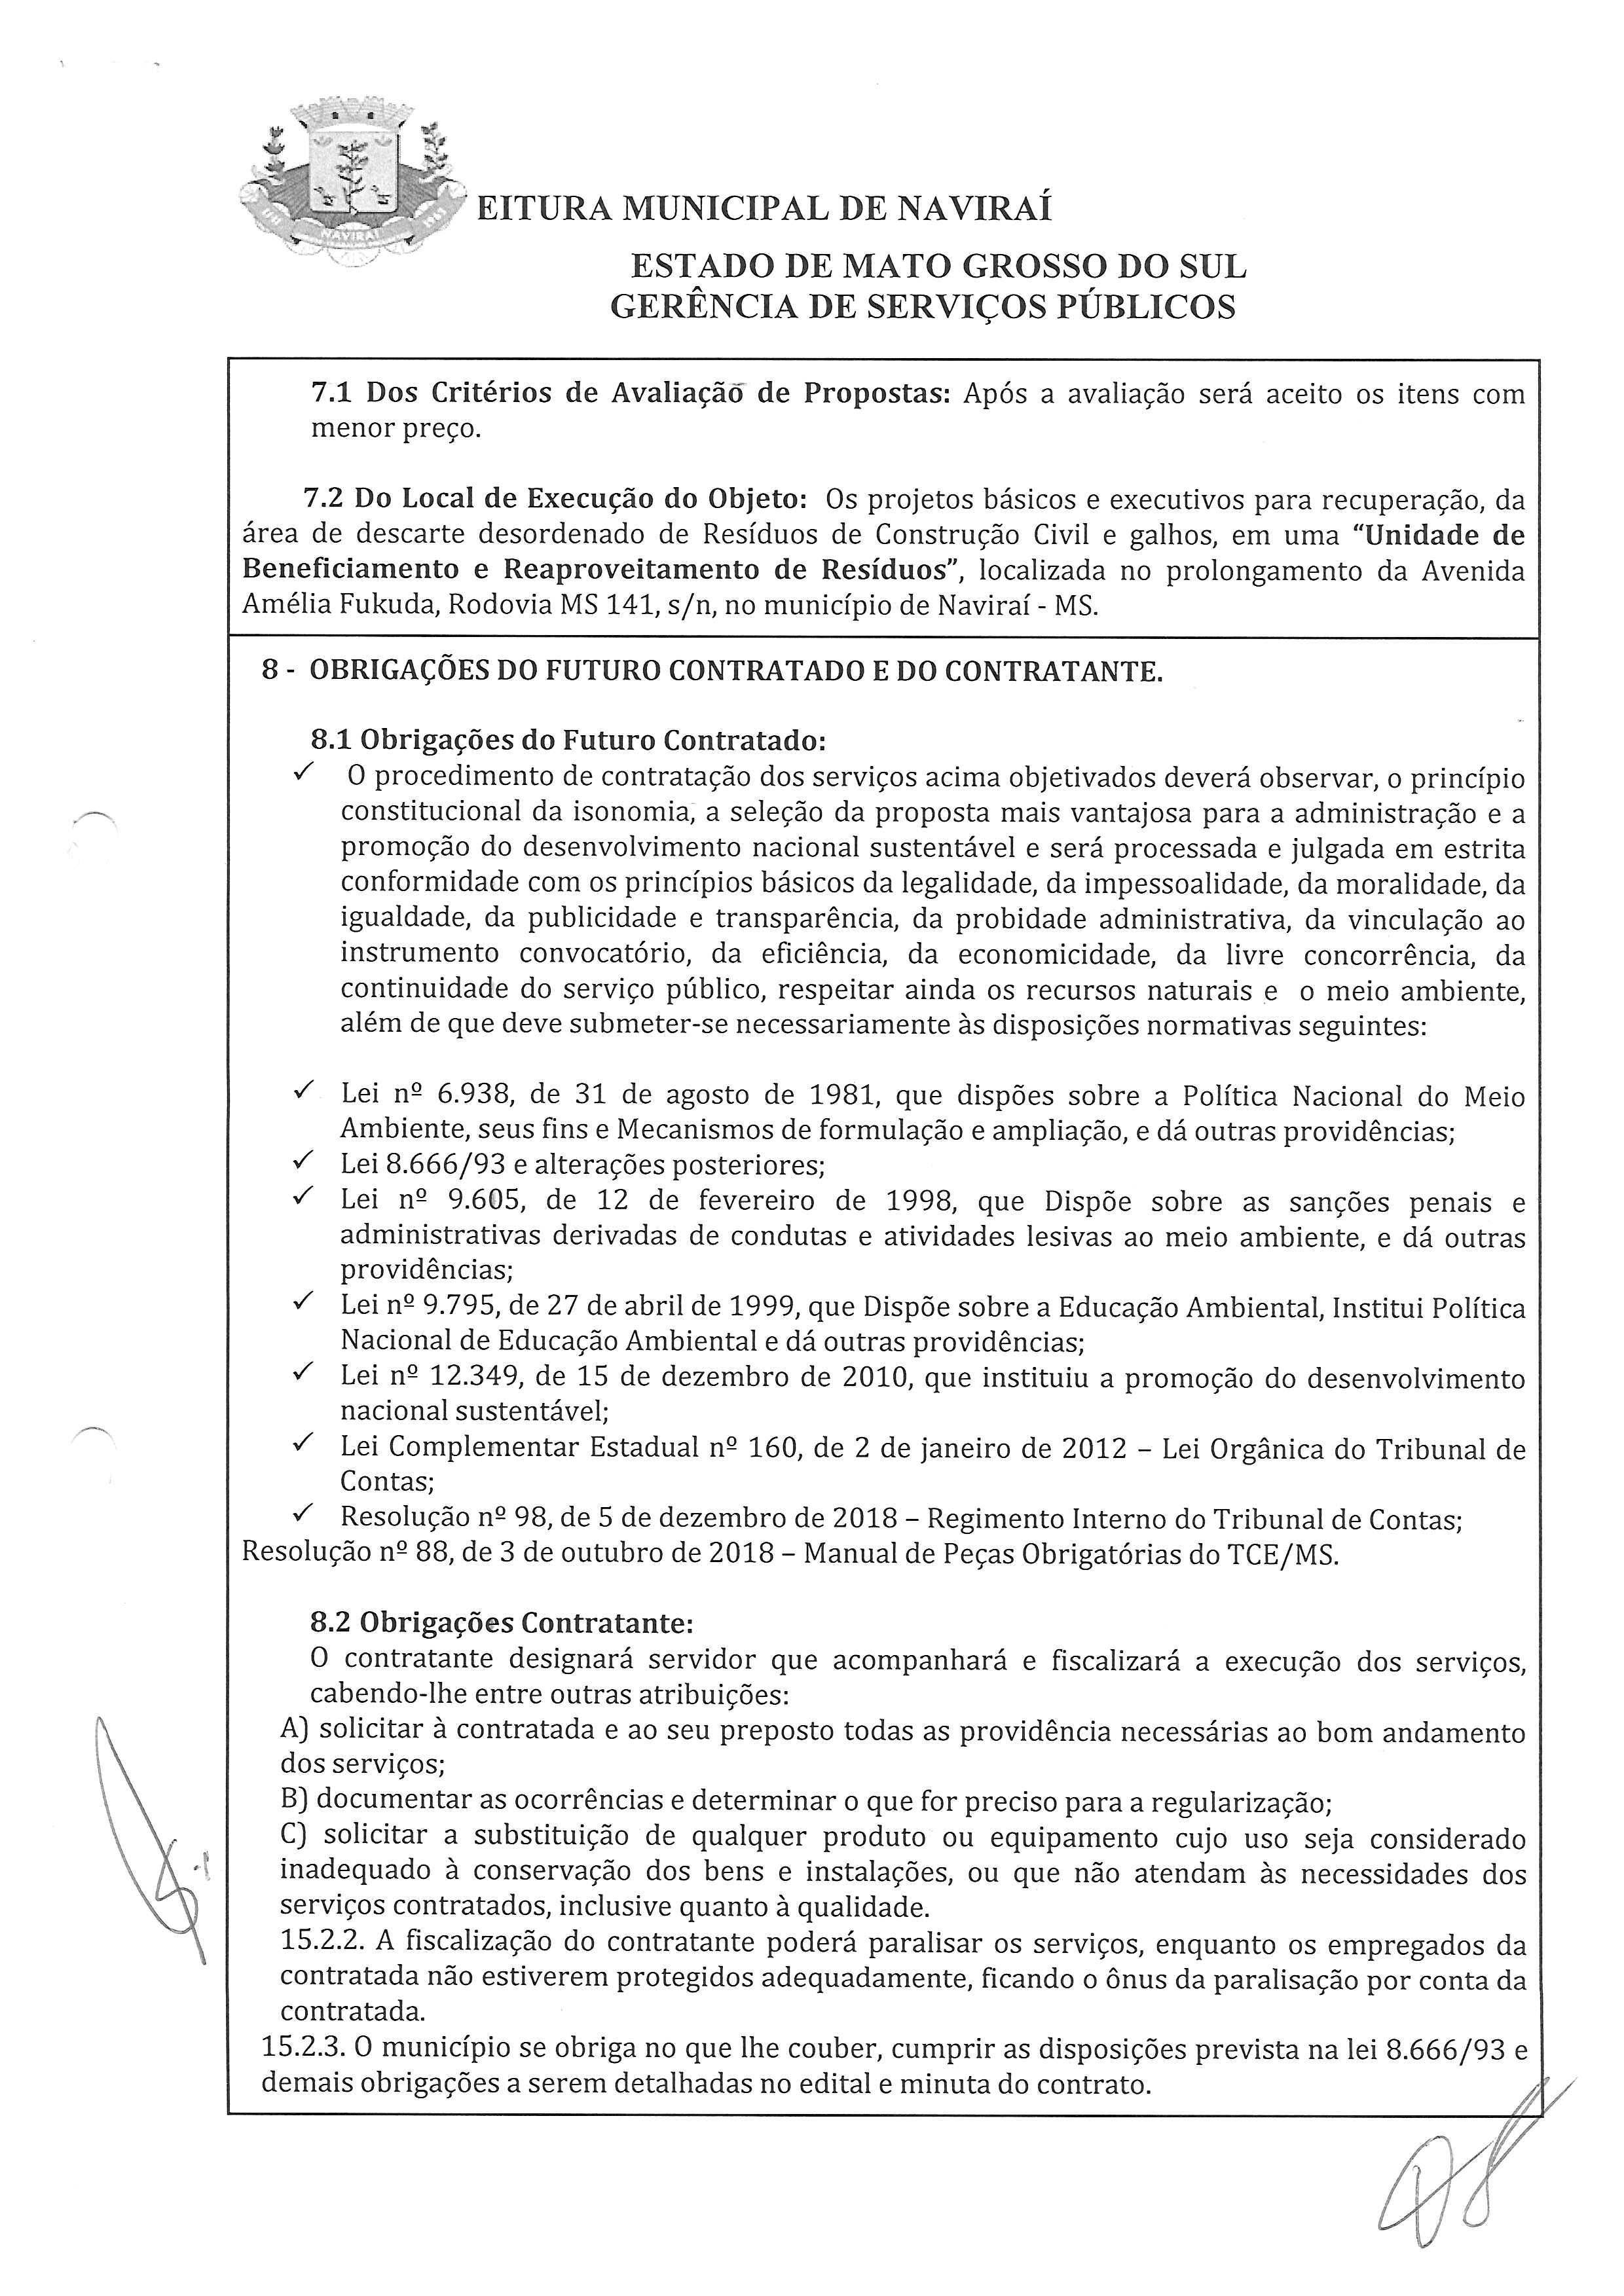 NAVIRAÍ
1963
EITURA MUNICIPAL DE NAVIRAÍ
ESTADO DE MATO GROSSO DO SUL
GERÊNCIA DE SERVIÇOS PÚBLICOS
7.1 Dos Critérios de Avaliação de Propostas: Após a avaliação será aceito os itens com
menor preço.
7.2 Do Local de Execução do Objeto: Os projetos básicos e executivos para recuperação, da
área de descarte desordenado de Resíduos de Construção Civil e galhos, em uma “Unidade de
Beneficiamento e Reaproveitamento de Resíduos”, localizada no prolongamento da Avenida
Amélia Fukuda, Rodovia MS 141, s/n, no município de Naviraí - MS.
8 - OBRIGAÇÕES DO FUTURO CONTRATADO E DO CONTRATANTE.
8.1 Obrigações do Futuro Contratado:
✓ O procedimento de contratação dos serviços acima objetivados deverá observar, o princípio
constitucional da isonomia, a seleção da proposta mais vantajosa para a administração e a
promoção do desenvolvimento nacional sustentável e será processada e julgada em estrita
conformidade com os princípios básicos da legalidade, da impessoalidade, da moralidade, da
igualdade, da publicidade e transparência, da probidade administrativa, da vinculação ao
instrumento convocatório, da eficiência, da economicidade, da livre concorrência, da
continuidade do serviço público, respeitar ainda os recursos naturais e o meio ambiente,
além de que deve submeter-se necessariamente às disposições normativas seguintes:
✓ Lei nº 6.938, de 31 de agosto de 1981, que dispões sobre a Política Nacional do Meio
Ambiente, seus fins e Mecanismos de formulação e ampliação, e dá outras providências;
✓ Lei 8.666/93 e alterações posteriores;
✓ Lei nº 9.605, de 12 de fevereiro de 1998, que Dispõe sobre as sanções penais e
administrativas derivadas de condutas e atividades lesivas ao meio ambiente, e dá outras
providências;
✓ Lei nº 9.795, de 27 de abril de 1999, que Dispõe sobre a Educação Ambiental, Institui Política
Nacional de Educação Ambiental e dá outras providências;
✓ Lei nº 12.349, de 15 de dezembro de 2010, que instituiu a promoção do desenvolvimento
nacional sustentável;
✓ Lei Complementar Estadual nº 160, de 2 de janeiro de 2012 – Lei Orgânica do Tribunal de
Contas;
✓ Resolução nº 98, de 5 de dezembro de 2018 – Regimento Interno do Tribunal de Contas;
Resolução nº 88, de 3 de outubro de 2018 – Manual de Peças Obrigatórias do TCE/MS.
8.2 Obrigações Contratante:
O contratante designará servidor que acompanhará e fiscalizará a execução dos serviços,
cabendo-lhe entre outras atribuições:
A) solicitar à contratada e ao seu preposto todas as providência necessárias ao bom andamento
dos serviços;
B) documentar as ocorrências e determinar o que for preciso para a regularização;
C) solicitar a substituição de qualquer produto ou equipamento cujo uso seja considerado
inadequado à conservação dos bens e instalações, ou que não atendam às necessidades dos
serviços contratados, inclusive quanto à qualidade.
15.2.2. A fiscalização do contratante poderá paralisar os serviços, enquanto os empregados da
contratada não estiverem protegidos adequadamente, ficando o ônus da paralisação por conta da
contratada.
15.2.3. O município se obriga no que lhe couber, cumprir as disposições prevista na lei 8.666/93 e
demais obrigações a serem detalhadas no edital e minuta do contrato.